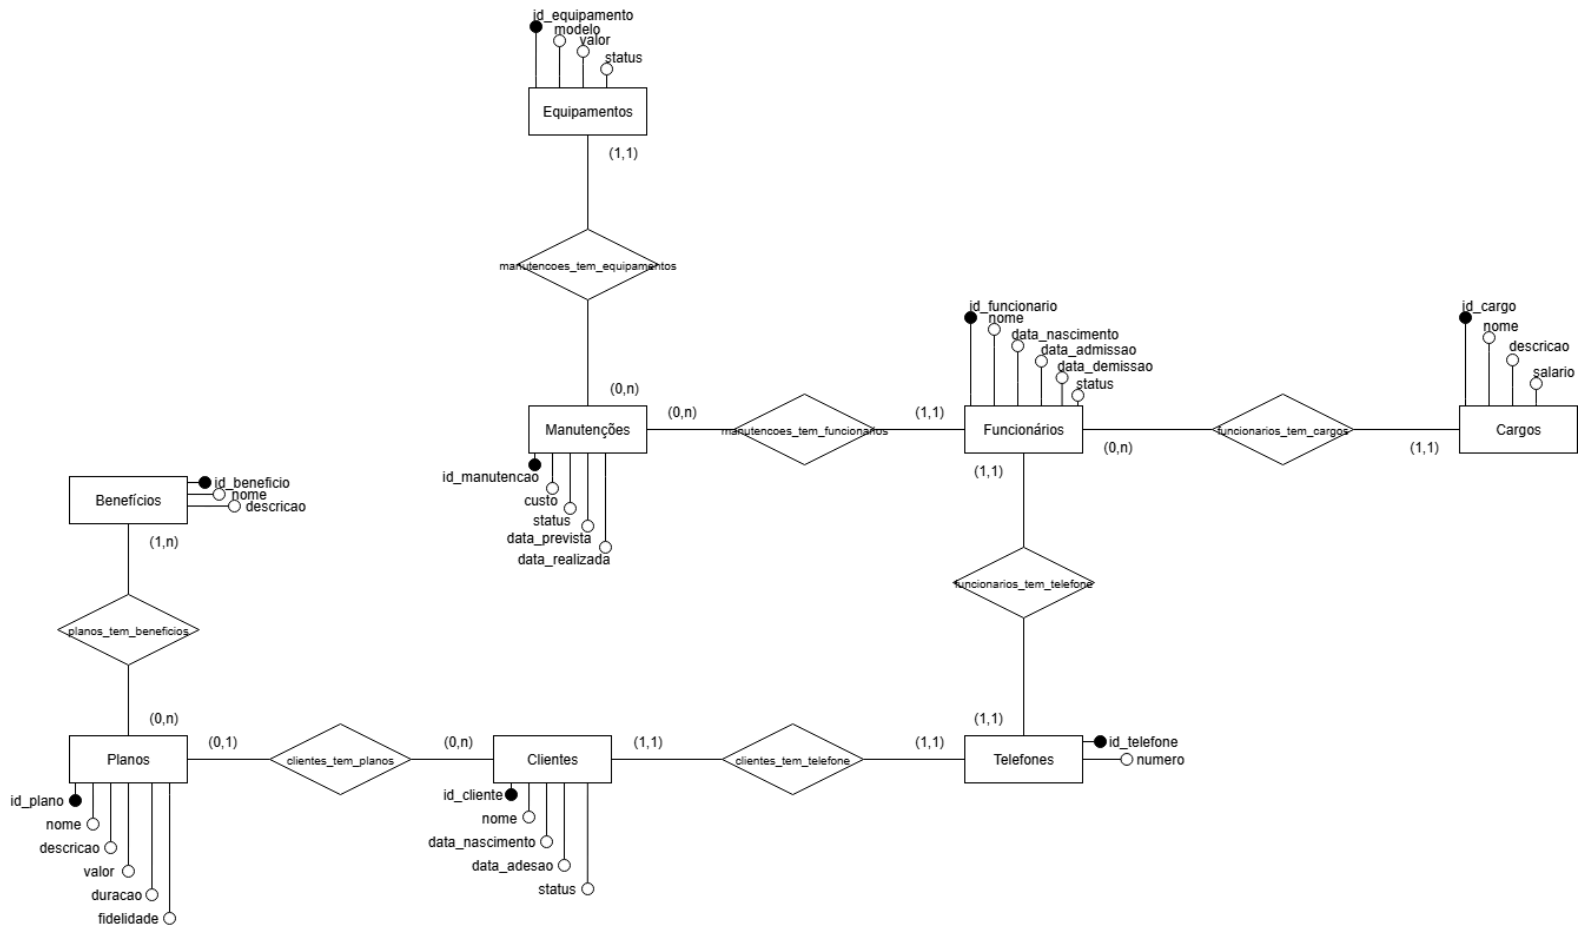 id_equipamento
modelo
valor
status
Equipamentos
(1,1)
manutencoes_tem_equipamentos
(0,n)
Manutenções
(0,n)
manutencoes_tem_funcionarios
(1,1)
id_funcionario
nome
data_nascimento
data_admissao
data_demissao
status
Funcionários
(0,n)
funcionarios_tem_cargos
(1,1)
id_cargo
nome
descricao
salario
Cargos
id_manutencao
custo
status
data_prevista
data_realizada
(1,1)
funcionarios_tem_telefone
(1,1)
Benefícios
id_beneficio
nome
descricao
(1,n)
planos_tem_beneficios
(0,n)
Planos
(0,1)
clientes_tem_planos
(0,n)
Clientes
(1,1)
clientes_tem_telefone
(1,1)
Telefones
id_telefone
numero
id_plano
nome
descricao
valor
duracao
fidelidade
id_cliente
nome
data_nascimento
data_adesao
status